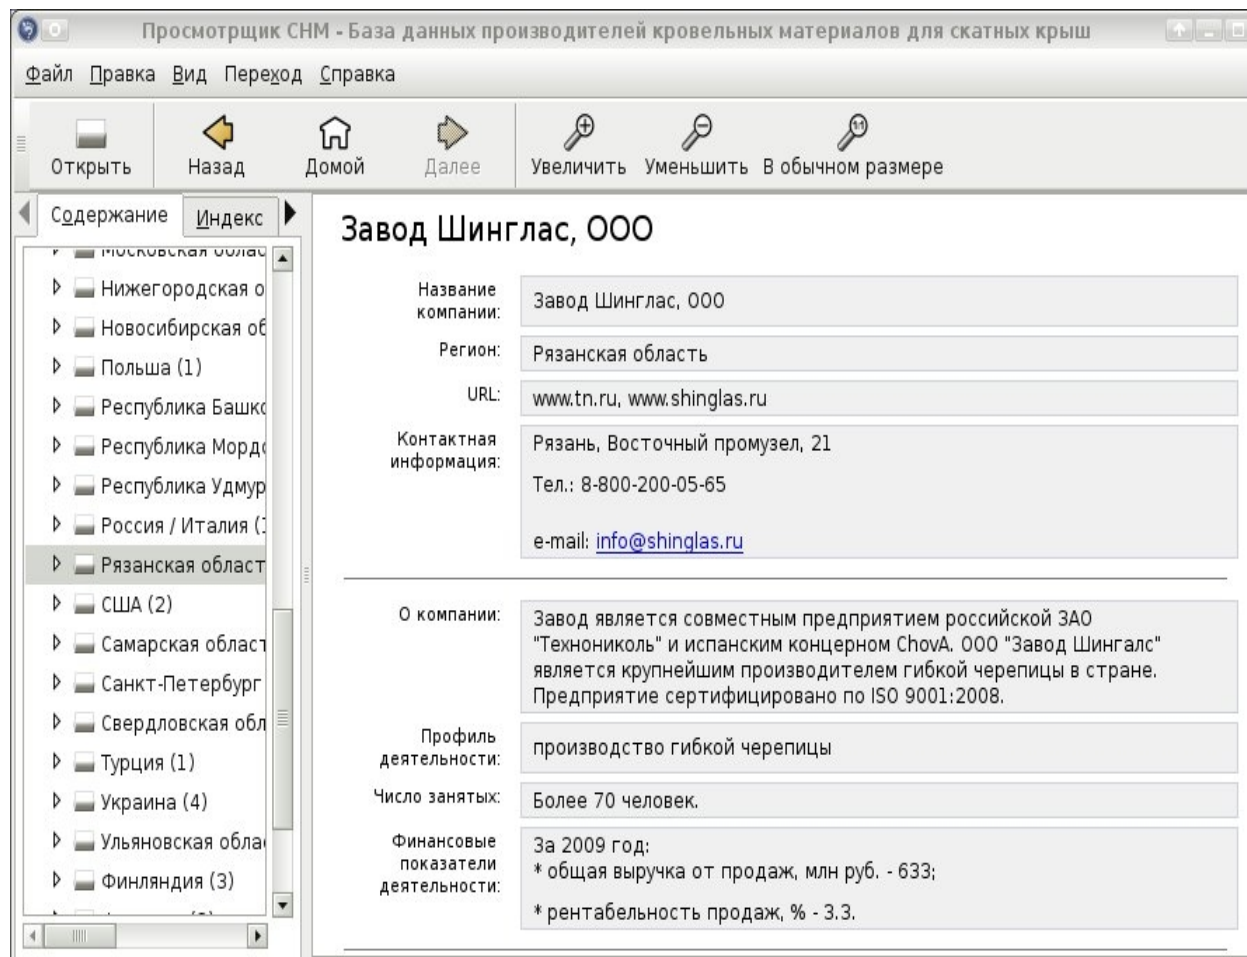 Просмотрщик CHM - База данных производителей кровельных материалов для скатных крыш
Файл Правка Вид Переход Справка
Открыть Назад Домой Далее Увеличить Уменьшить В обычном размере
Содержание Индекс
Московская облас
Нижегородская о
Новосибирская об
Польша (1)
Республика Башко
Республика Мордо
Республика Удмур
Россия / Италия (1
Рязанская област
США (2)
Самарская област
Санкт-Петербург
Свердловская обл
Турция (1)
Украина (4)
Ульяновская обла
Финляндия (3)
Завод Шинглас, ООО
Название
компании:
Завод Шинглас, ООО
Регион:
Рязанская область
URL:
www.tn.ru, www.shinglas.ru
Контактная
информация:
Рязань, Восточный промузел, 21
Тел.: 8-800-200-05-65
e-mail: info@shinglas.ru
О компании:
Завод является совместным предприятием российской ЗАО
"Технониколь" и испанским концерном ChovA. ООО "Завод Шингалс"
является крупнейшим производителем гибкой черепицы в стране.
Предприятие сертифицировано по ISO 9001:2008.
Профиль
деятельности:
производство гибкой черепицы
Число занятых:
Более 70 человек.
Финансовые
показатели
деятельности:
За 2009 год:
* общая выручка от продаж, млн руб. - 633;
* рентабельность продаж, % - 3.3.